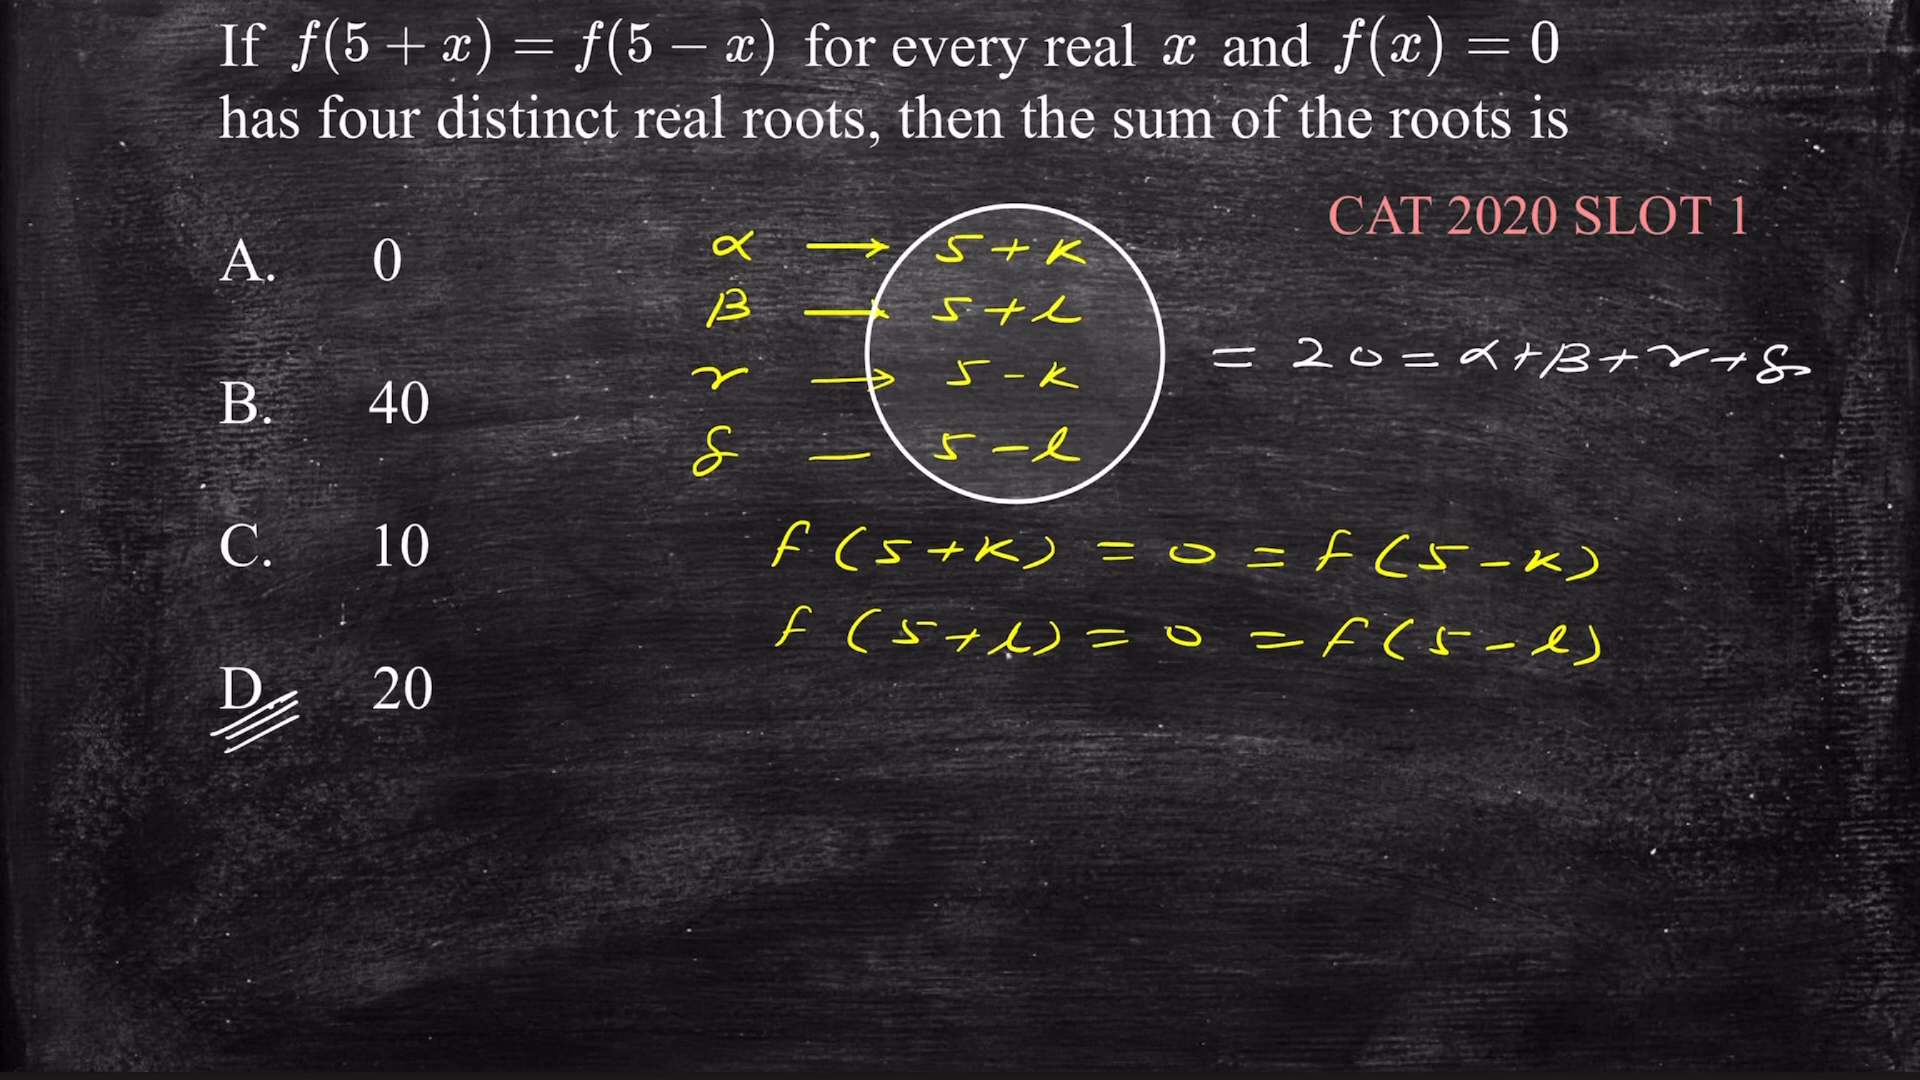 If f(5 + x) = f(5 − x) for every real x and f(x) = 0
has four distinct real roots, then the sum of the roots is
CAT 2020 SLOT 1
A. 0
B. 40
C. 10
D. 20
α → 5 + k
β → 5 + l
γ → 5 − k
δ − 5 − l
= 20 = α + β + γ + δ
f (5 + k) = 0 = f (5 − k)
f (5 + l) = 0 = f (5 − l)